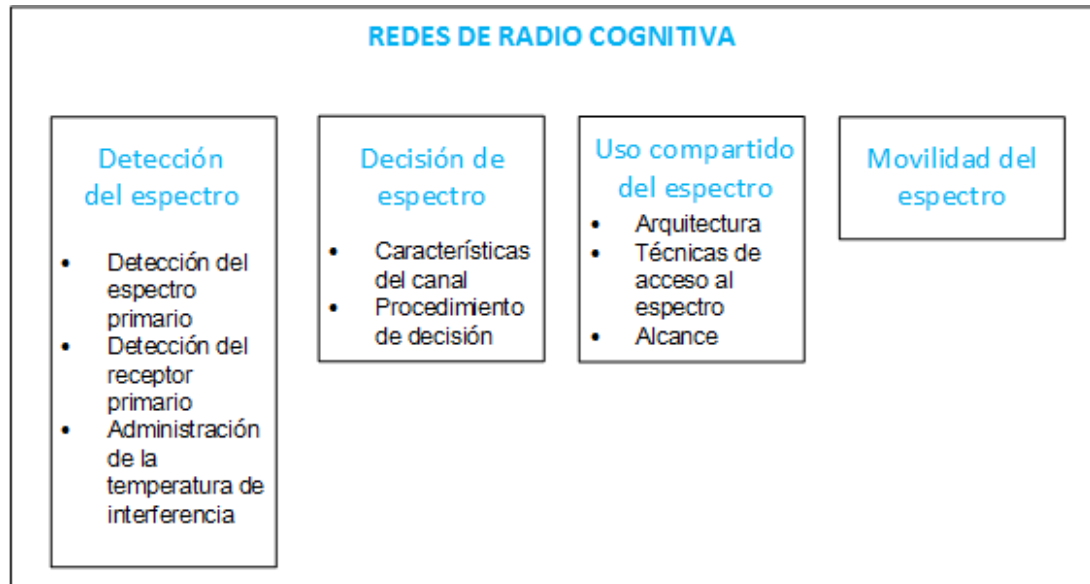 REDES DE RADIO COGNITIVA
Detección
del espectro
• Detección del
espectro
primario
• Detección del
receptor
primario
• Administración
de la
temperatura de
interferencia
Decisión de
espectro
• Características
del canal
• Procedimiento
de decisión
Uso compartido
del espectro
• Arquitectura
• Técnicas de
acceso al
espectro
• Alcance
Movilidad del
espectro